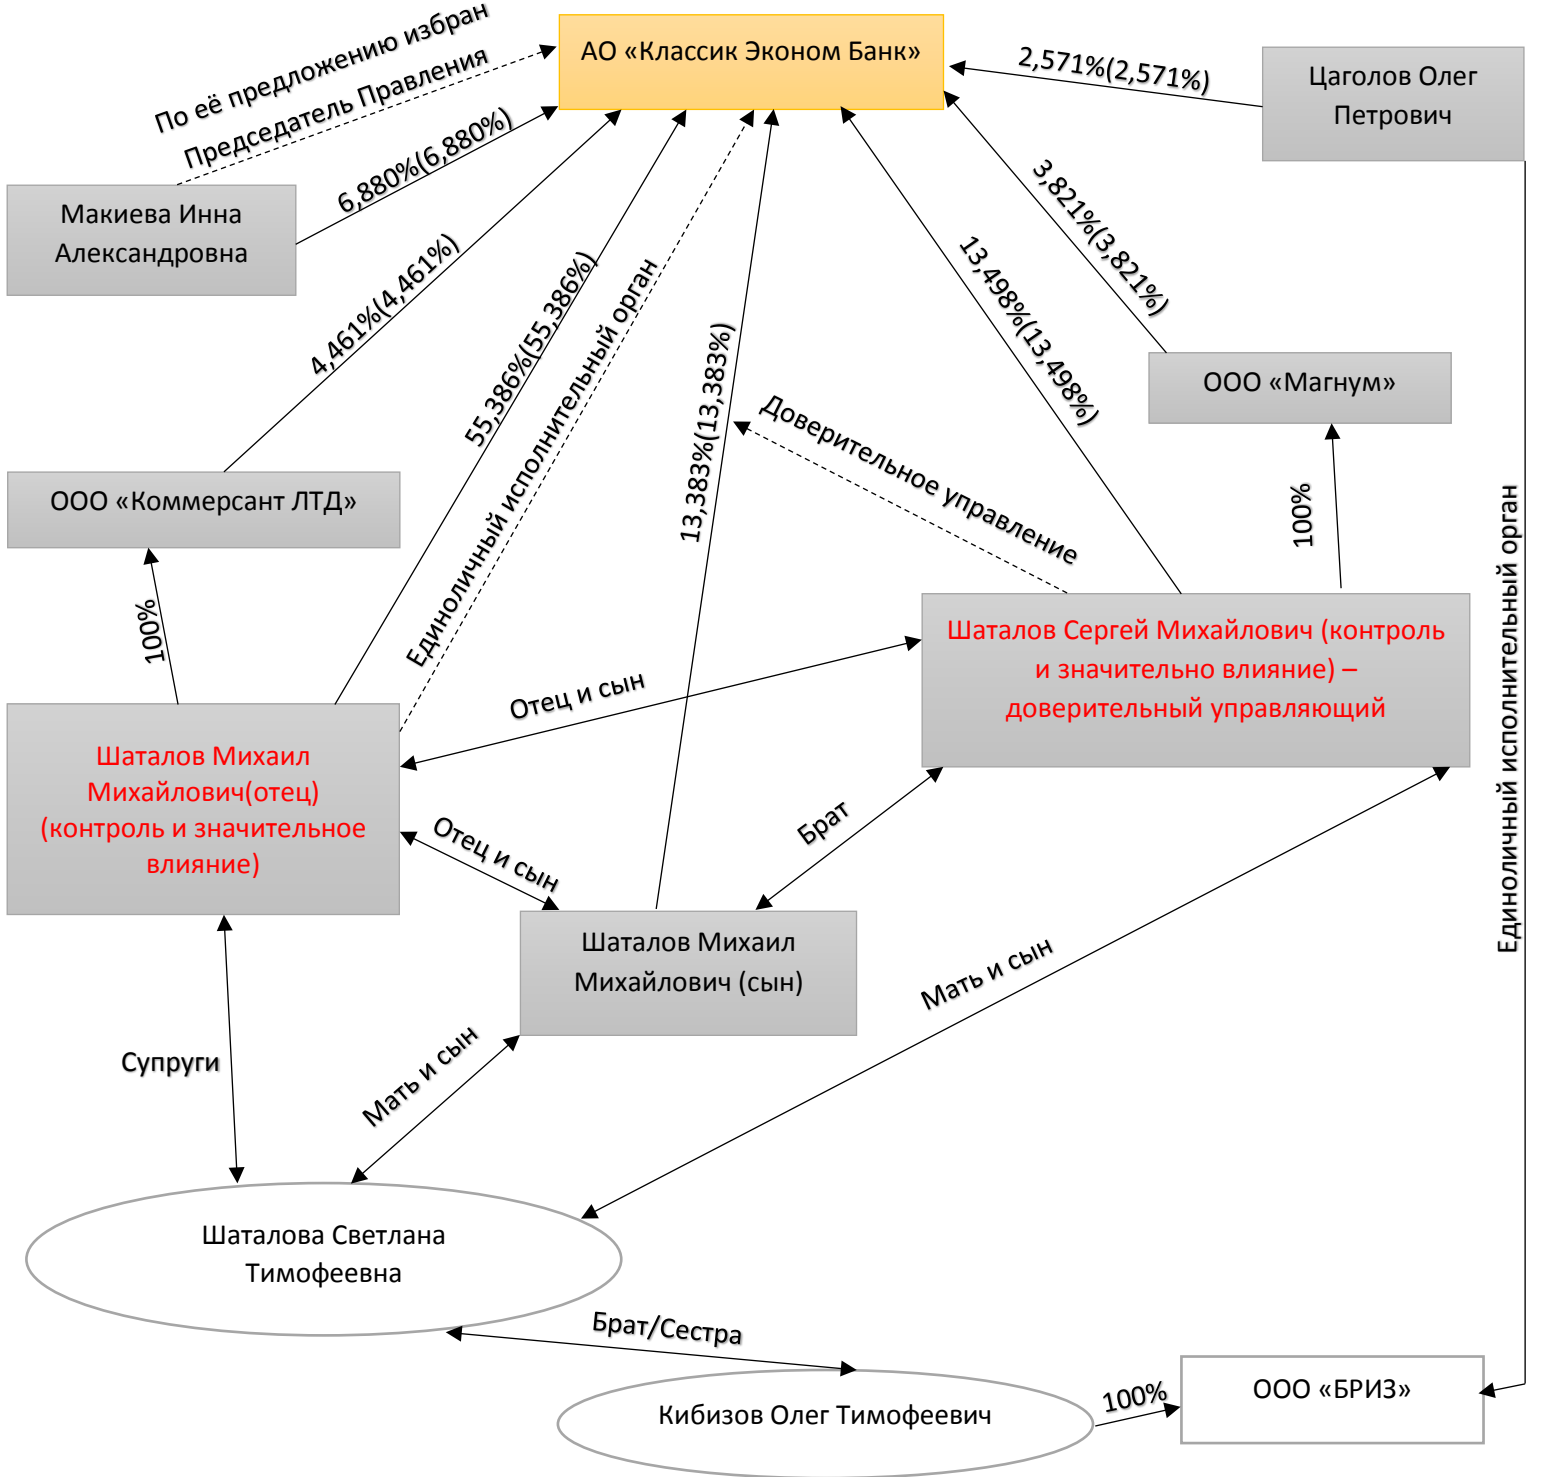 АО «Классик Эконом Банк»
По её предложению избран
Председатель Правления
2,571%(2,571%)
Цаголов Олег
Петрович
6,880%(6,880%)
Макиева Инна
Александровна
3,821%(3,821%)
4,461%(4,461%)
55,386%(55,386%)
Единоличный исполнительный орган
13,383%(13,383%)
13,498%(13,498%)
ООО «Магнум»
Доверительное управление
ООО «Коммерсант ЛТД»
100%
100%
Единоличный исполнительный орган
Шаталов Сергей Михайлович (контроль
и значительно влияние) –
доверительный управляющий
Отец и сын
Шаталов Михаил
Михайлович(отец)
(контроль и значительное
влияние)
Отец и сын
Брат
Шаталов Михаил
Михайлович (сын)
Мать и сын
Супруги
Мать и сын
Шаталова Светлана
Тимофеевна
Брат/Сестра
Кибизов Олег Тимофеевич
100%
ООО «БРИЗ»